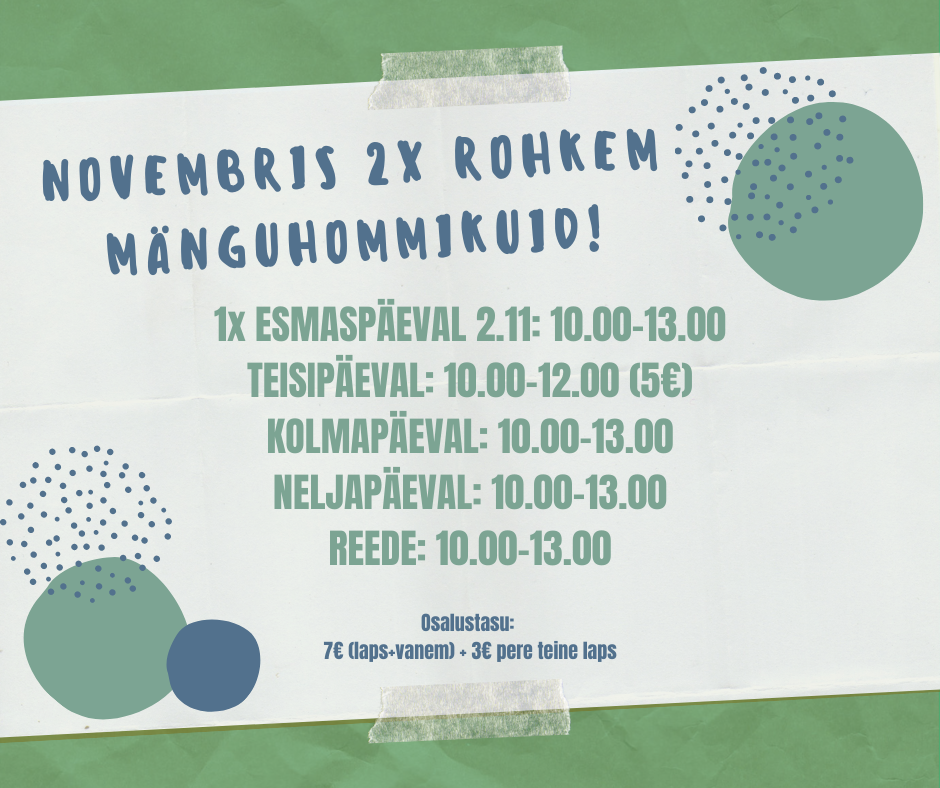 NOVEMBRIS 2X ROHKEM
MÄNGUHOMMIKUID!
1x ESMASPÄEVAL 2.11: 10.00-13.00
TEISIPÄEVAL: 10.00-12.00 (5€)
KOLMAPÄEVAL: 10.00-13.00
NELJAPÄEVAL: 10.00-13.00
REEDE: 10.00-13.00
Osalustasu:
7€ (laps+vanem) + 3€ pere teine laps